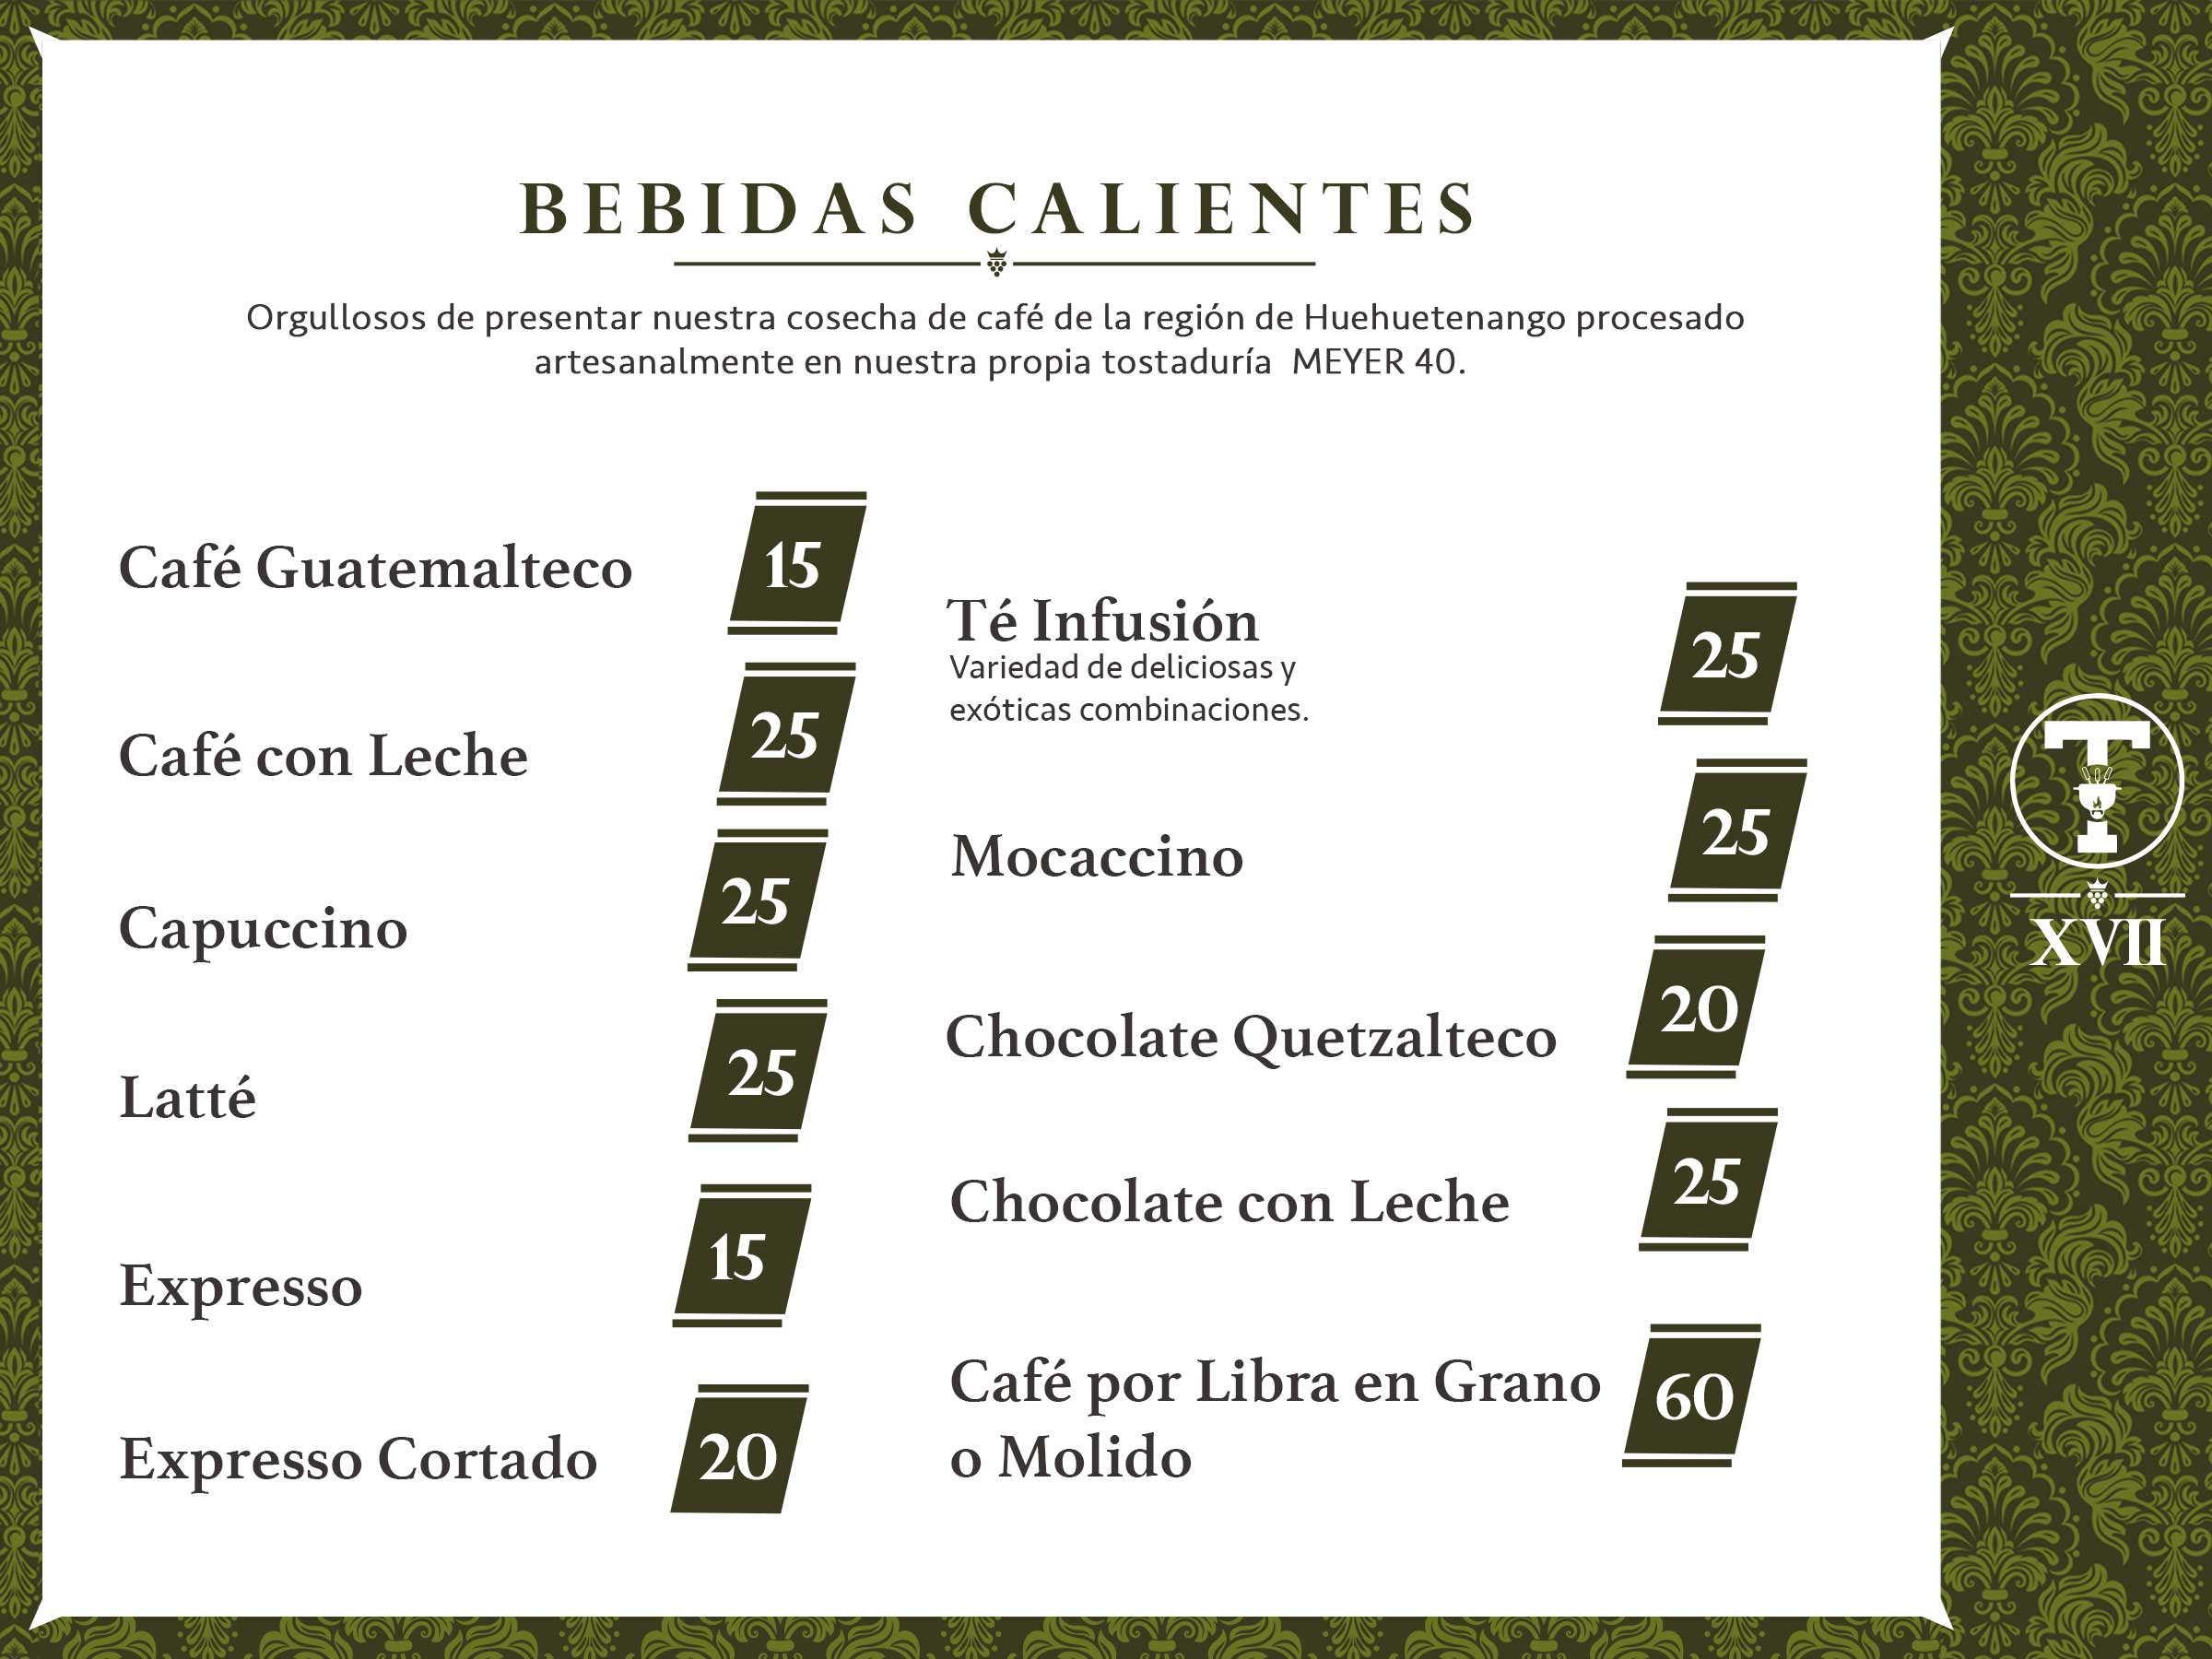 BEBIDAS CALIENTES
Orgullosos de presentar nuestra cosecha de café de la región de Huehuetenango procesado
artesanalmente en nuestra propia tostaduría MEYER 40.
Café Guatemalteco 15
Café con Leche 25
Capuccino 25
Latté 25
Expresso 15
Expresso Cortado 20
Té Infusión 25
Variedad de deliciosas y
exóticas combinaciones.
Mocaccino 25
Chocolate Quetzalteco 20
Chocolate con Leche 25
Café por Libra en Grano 60
o Molido
T
XVII